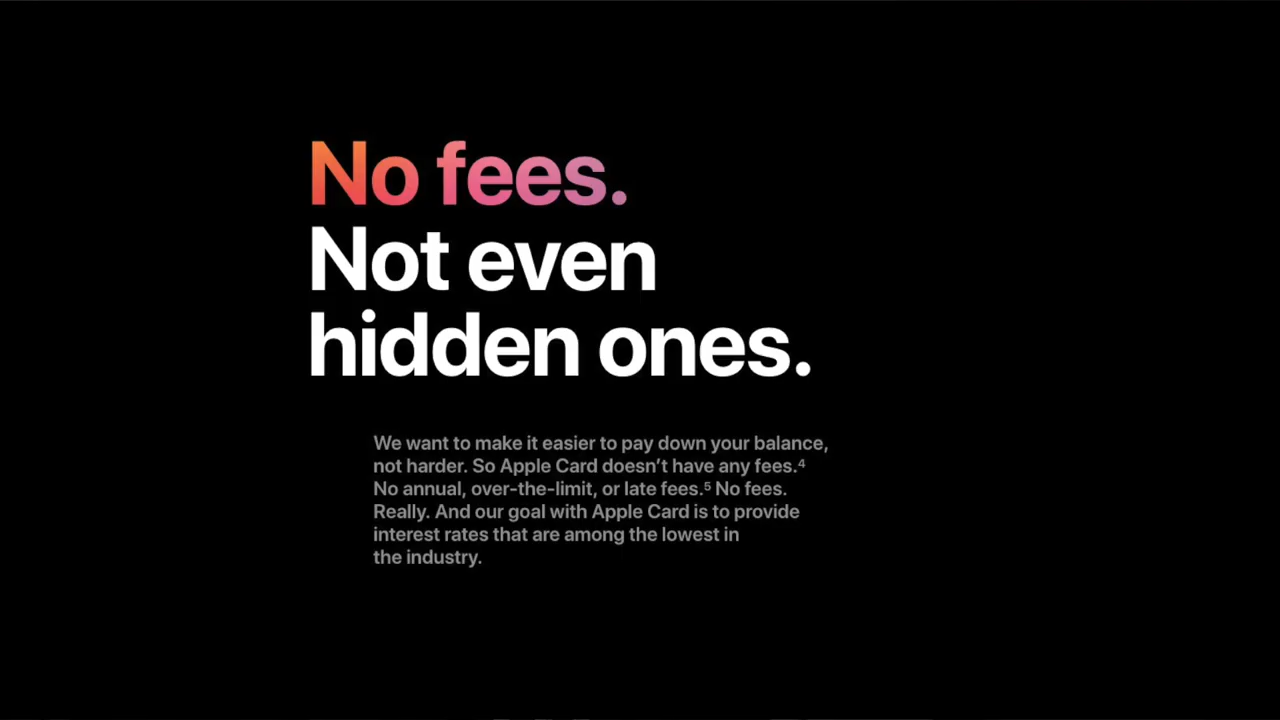 No fees.
Not even
hidden ones.
We want to make it easier to pay down your balance,
not harder. So Apple Card doesn’t have any fees.⁴
No annual, over-the-limit, or late fees.⁵ No fees.
Really. And our goal with Apple Card is to provide
interest rates that are among the lowest in
the industry.